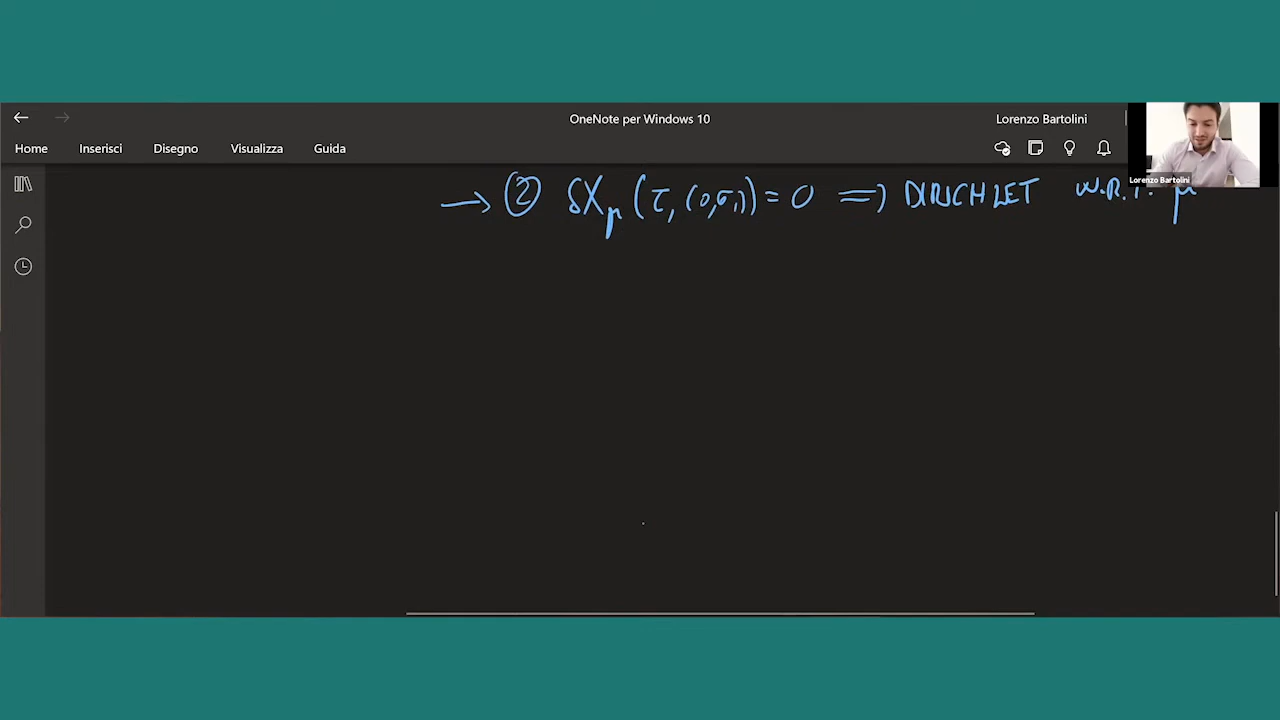 OneNote per Windows 10
Lorenzo Bartolini
Home Inserisci Disegno Visualizza Guida
Lorenzo Bartolini
→ ② δX_μ (τ, (0,σ₁)) = 0 ⟹ DIRICHLET W.R.T. μ